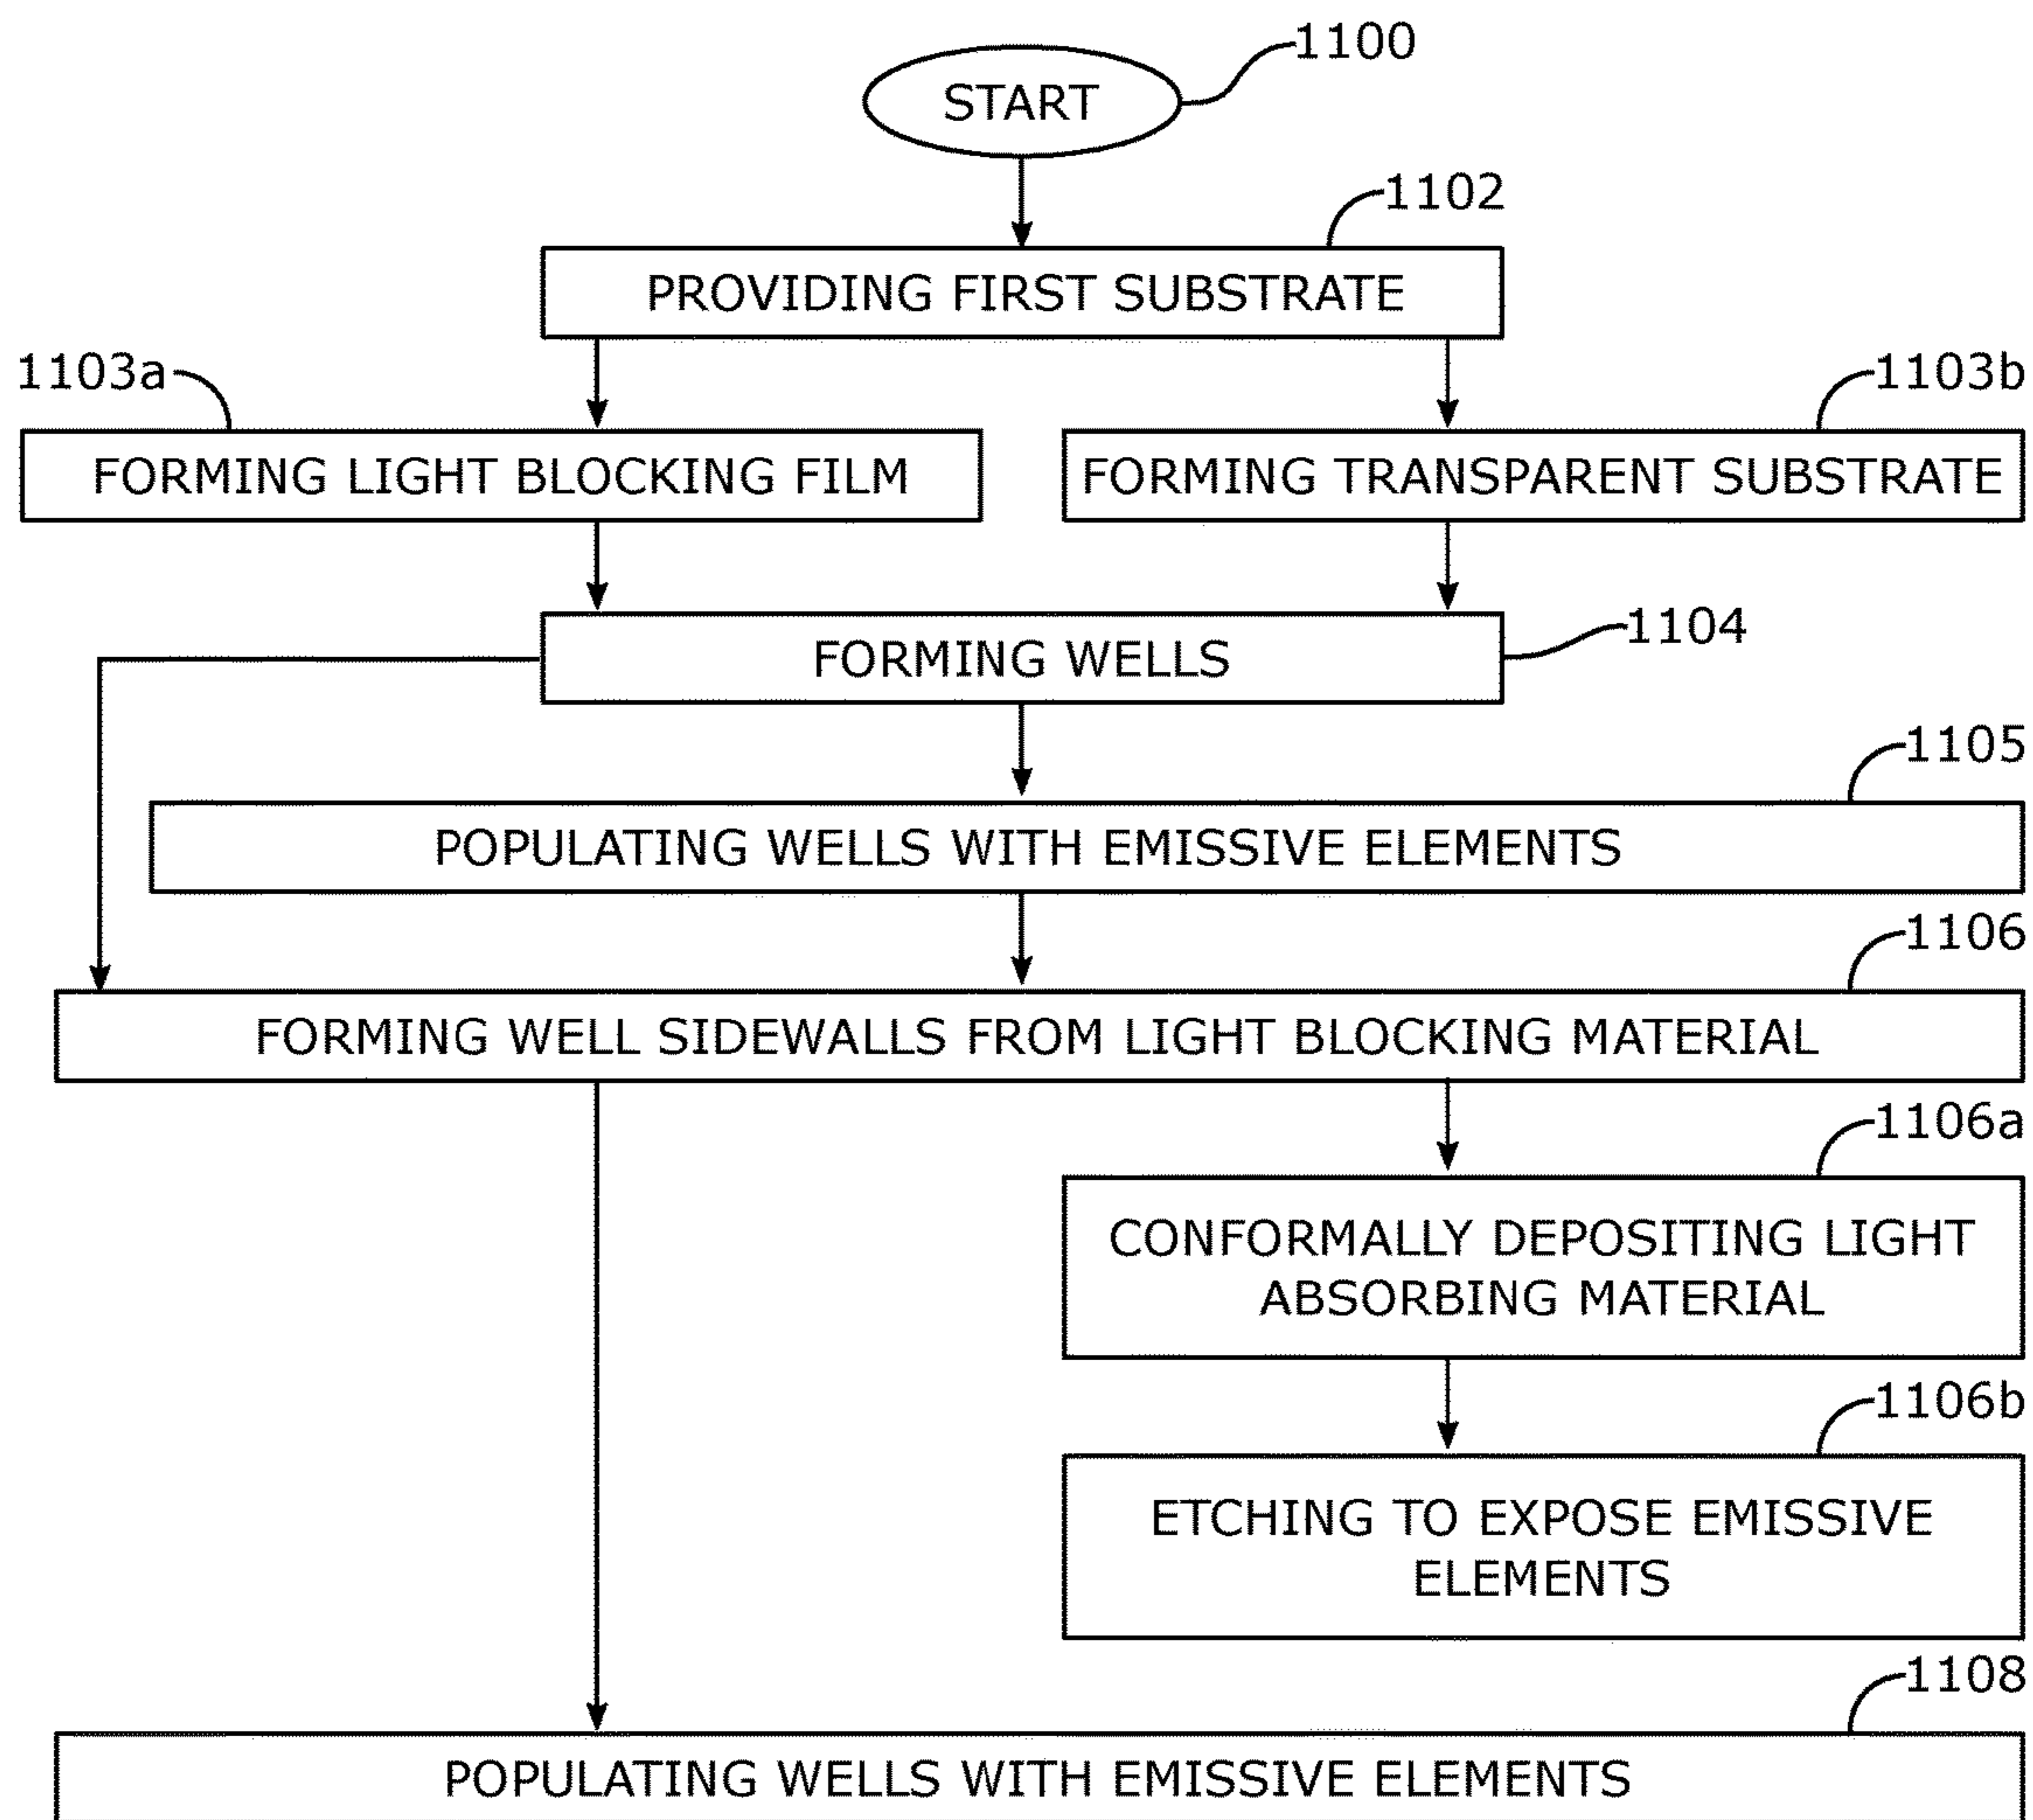 1100
START
1102
PROVIDING FIRST SUBSTRATE
1103a
1103b
FORMING LIGHT BLOCKING FILM
FORMING TRANSPARENT SUBSTRATE
1104
FORMING WELLS
1105
POPULATING WELLS WITH EMISSIVE ELEMENTS
1106
FORMING WELL SIDEWALLS FROM LIGHT BLOCKING MATERIAL
1106a
CONFORMALLY DEPOSITING LIGHT
ABSORBING MATERIAL
1106b
ETCHING TO EXPOSE EMISSIVE
ELEMENTS
1108
POPULATING WELLS WITH EMISSIVE ELEMENTS